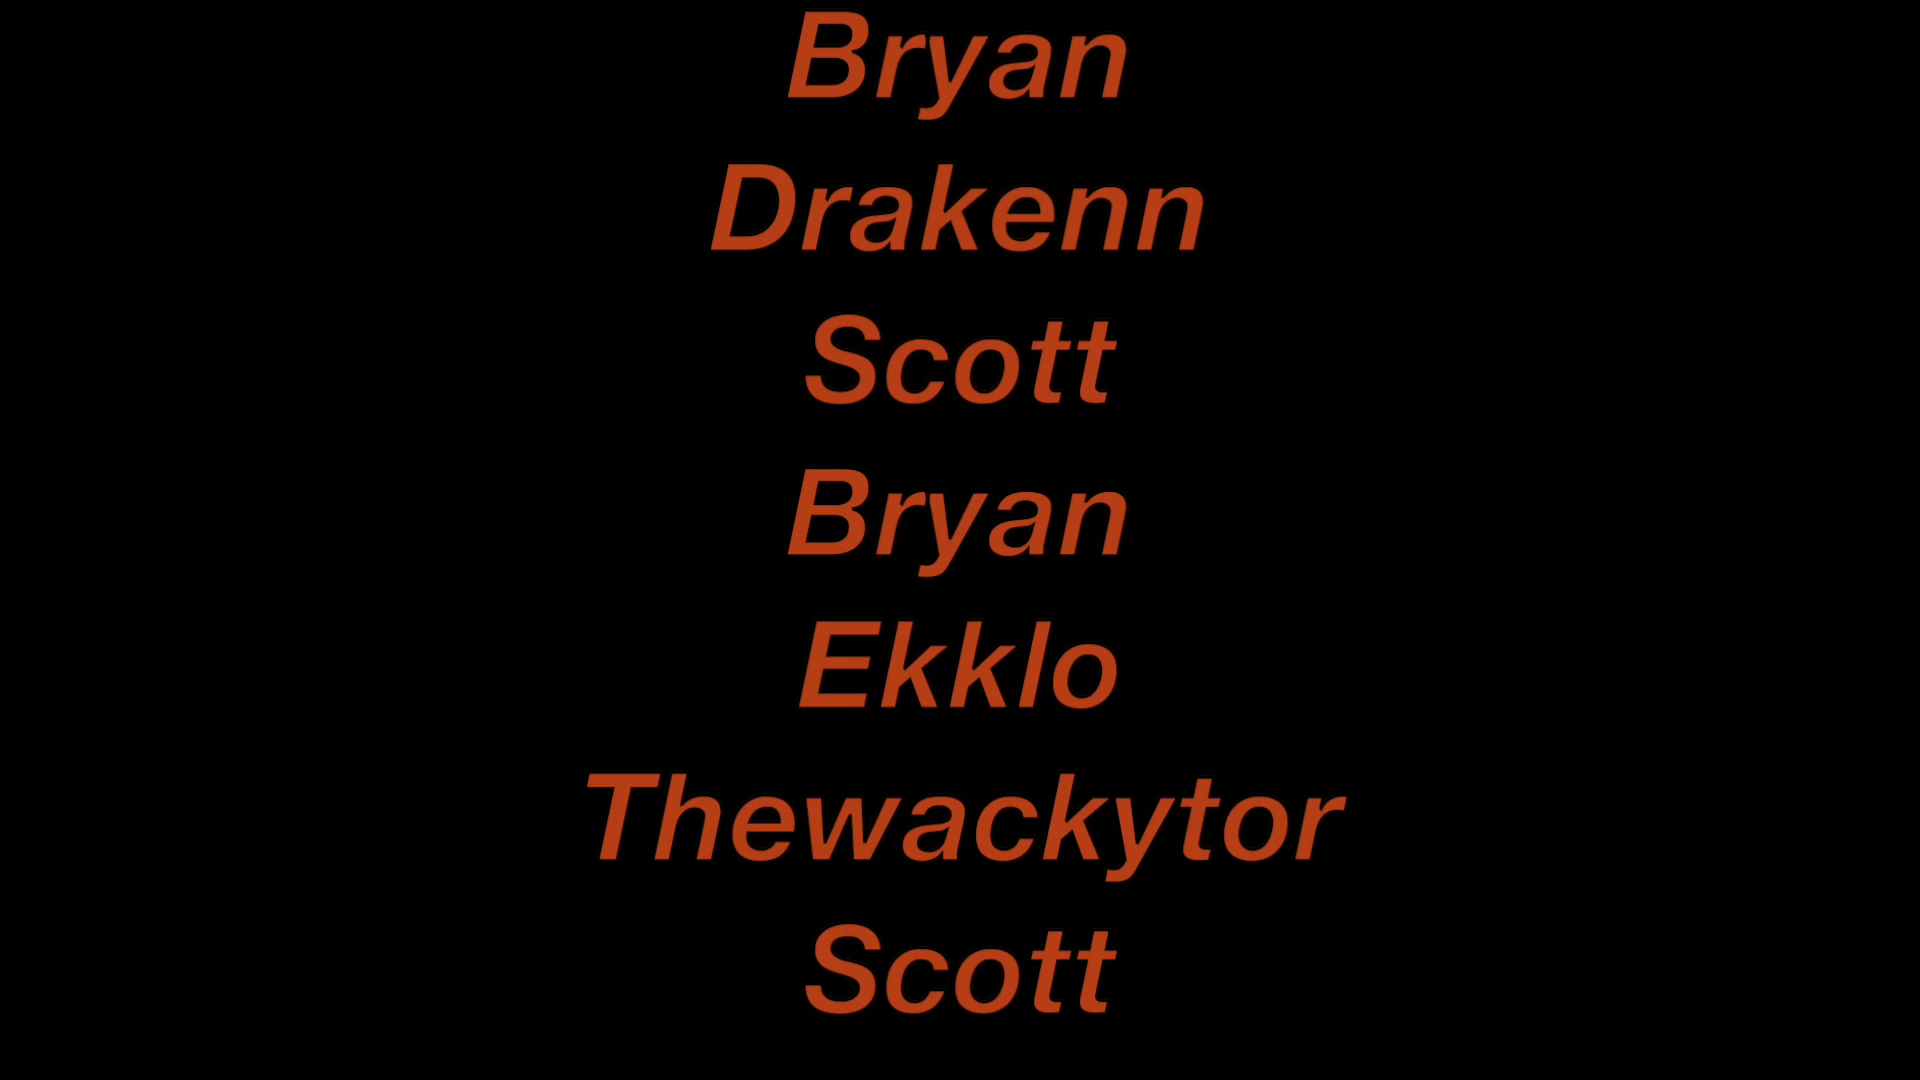 Bryan
Drakenn
Scott
Bryan
Ekklo
Thewackytor
Scott